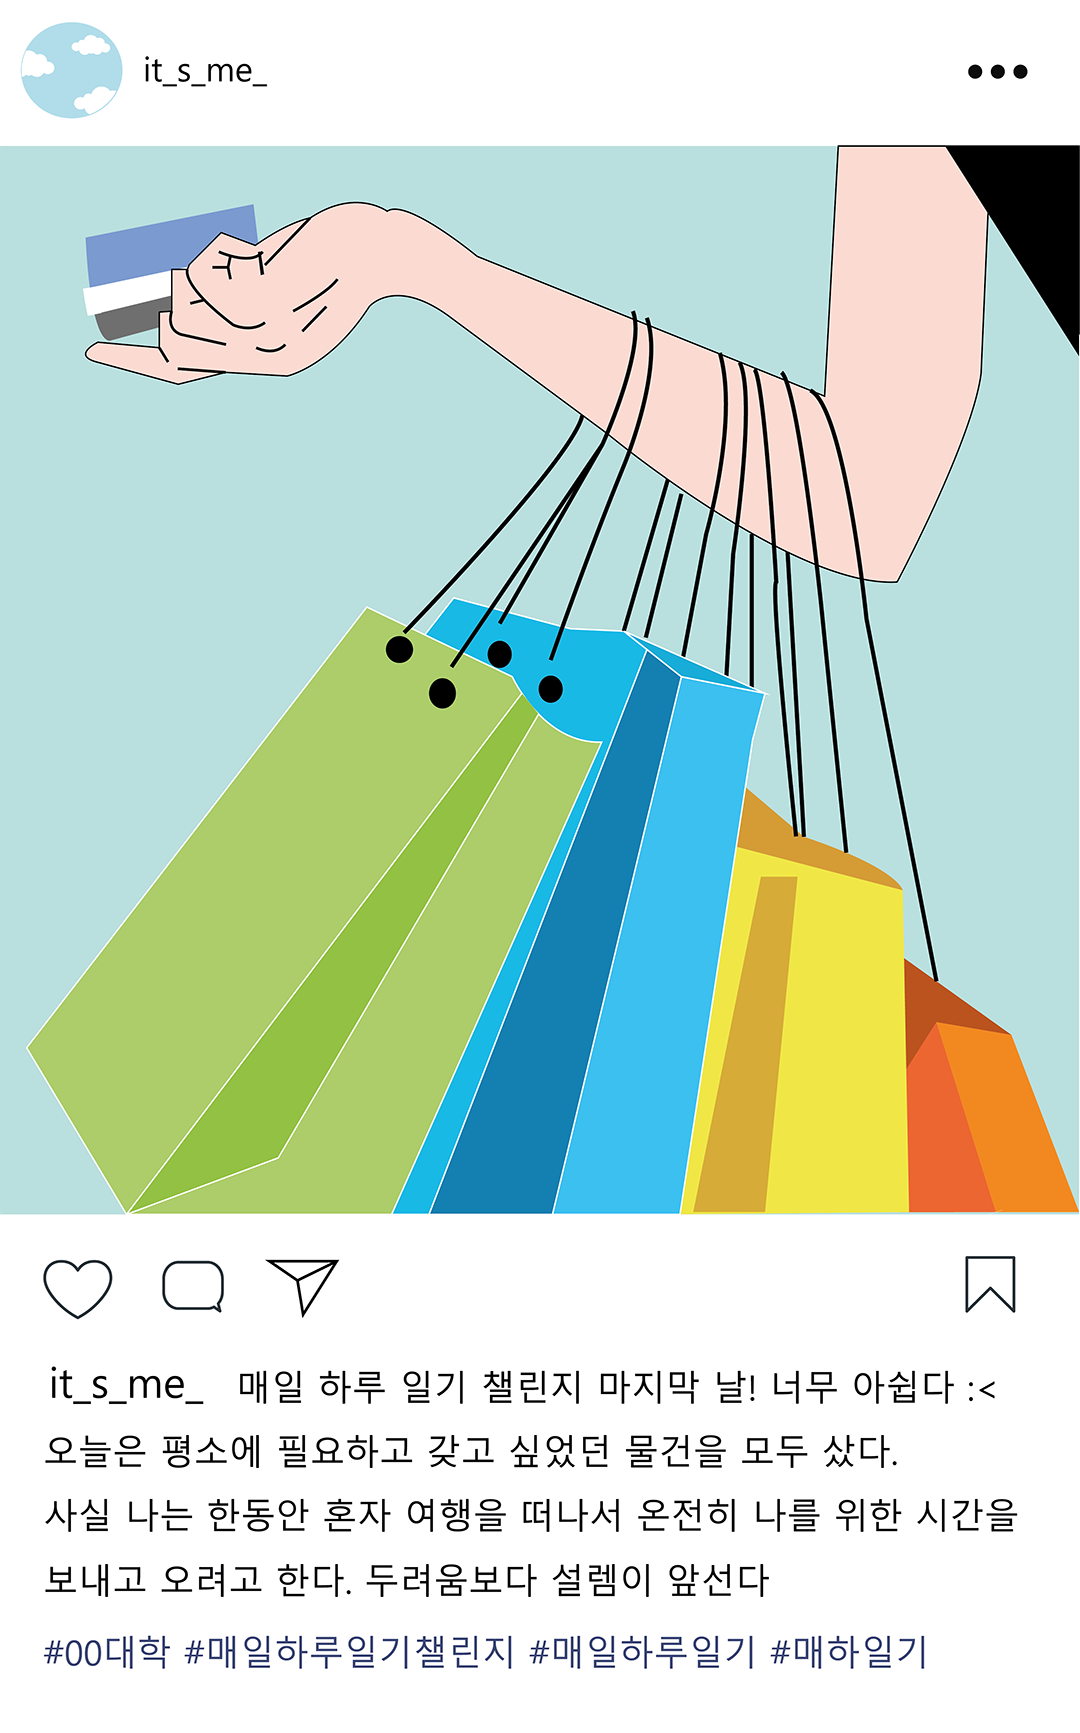 it_s_me_
it_s_me_ 매일 하루 일기 챌린지 마지막 날! 너무 아쉽다 :<
오늘은 평소에 필요하고 갖고 싶었던 물건을 모두 샀다.
사실 나는 한동안 혼자 여행을 떠나서 온전히 나를 위한 시간을
보내고 오려고 한다. 두려움보다 설렘이 앞선다
#00대학 #매일하루일기챌린지 #매일하루일기 #매하일기